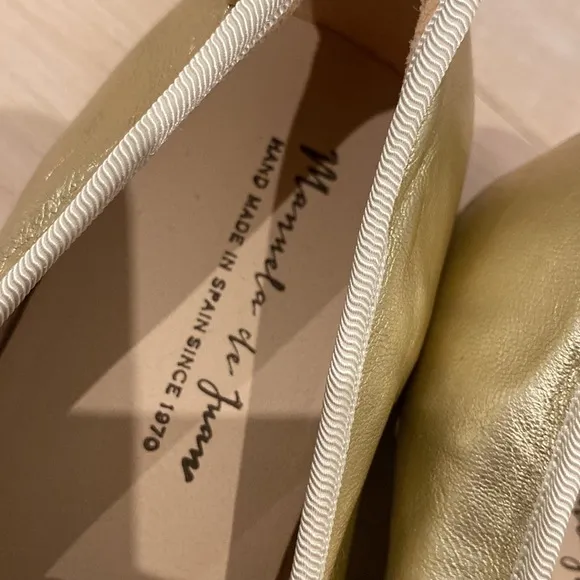 Manuela de Juan
HAND MADE IN SPAIN SINCE 1970